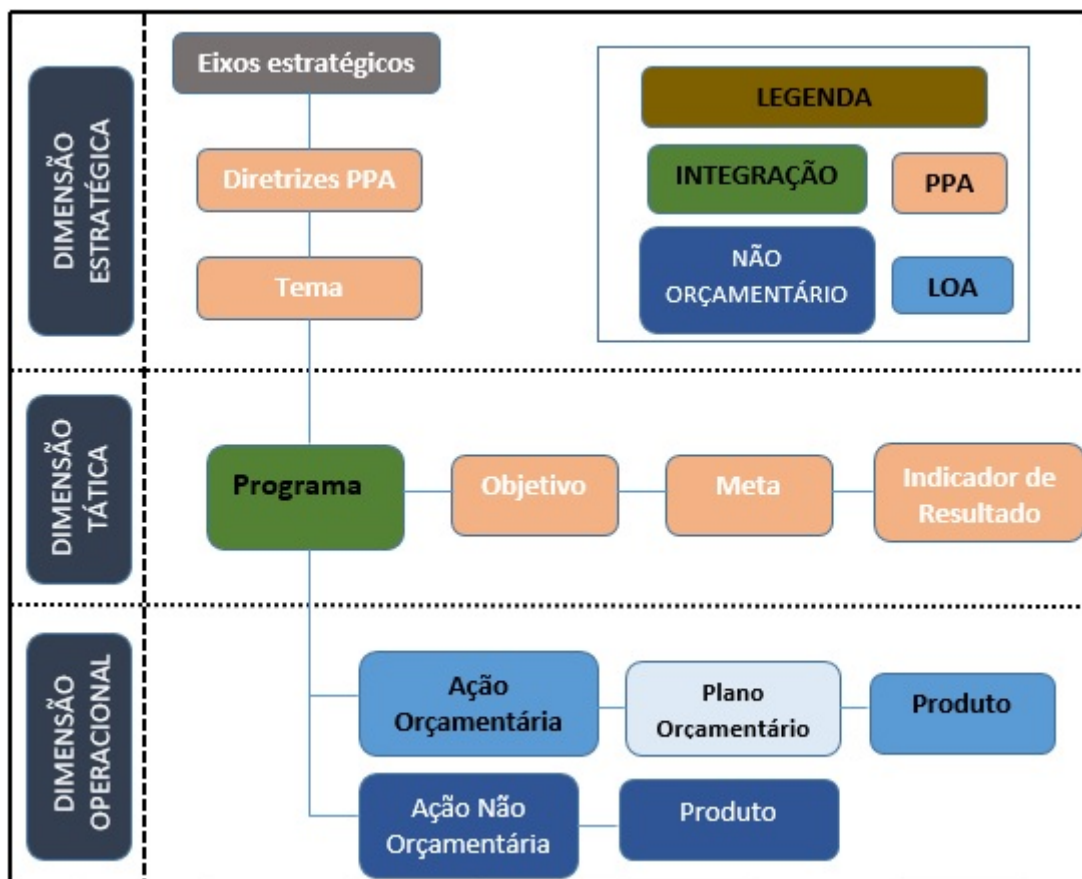 DIMENSÃO
ESTRATÉGICA
Eixos estratégicos
Diretrizes PPA
Tema
LEGENDA
INTEGRAÇÃO
PPA
NÃO
ORÇAMENTÁRIO
LOA
DIMENSÃO
TÁTICA
Programa
Objetivo
Meta
Indicador de
Resultado
DIMENSÃO
OPERACIONAL
Ação
Orçamentária
Plano
Orçamentário
Produto
Ação Não
Orçamentária
Produto